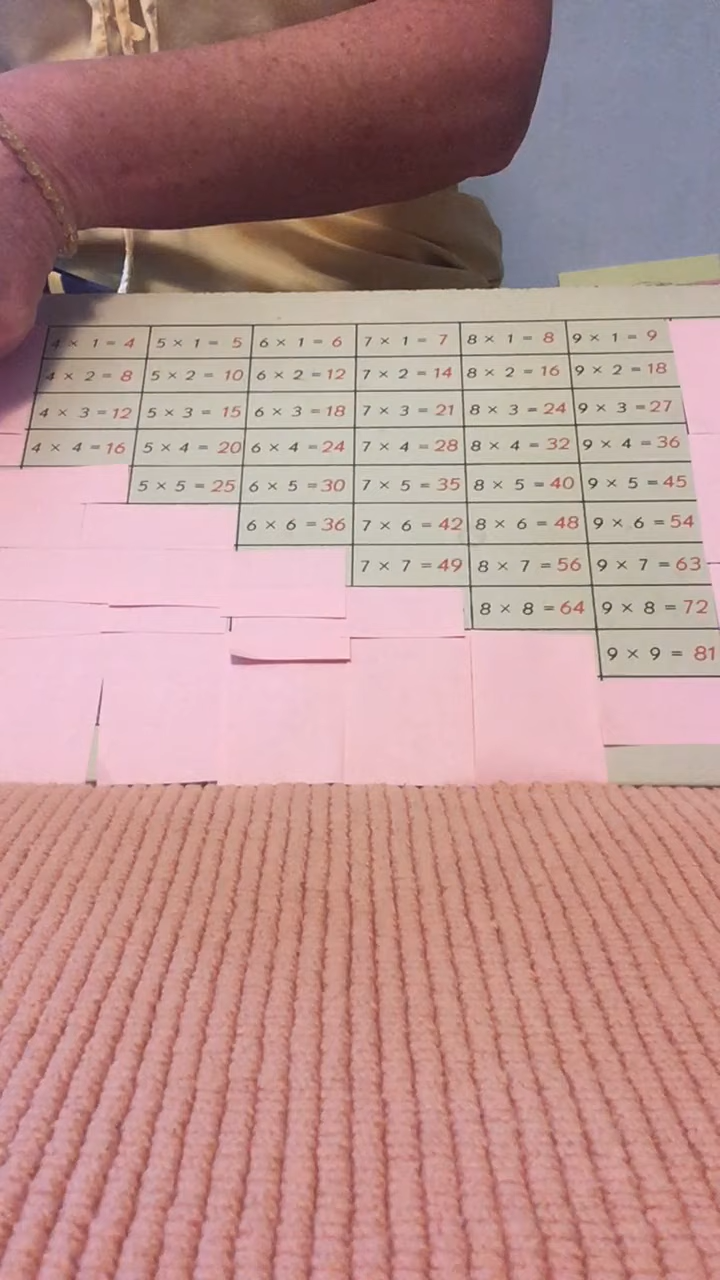 4 × 1 = 4 5 × 1 = 5 6 × 1 = 6 7 × 1 = 7 8 × 1 = 8 9 × 1 = 9
4 × 2 = 8 5 × 2 = 10 6 × 2 = 12 7 × 2 = 14 8 × 2 = 16 9 × 2 = 18
4 × 3 = 12 5 × 3 = 15 6 × 3 = 18 7 × 3 = 21 8 × 3 = 24 9 × 3 = 27
4 × 4 = 16 5 × 4 = 20 6 × 4 = 24 7 × 4 = 28 8 × 4 = 32 9 × 4 = 36
5 × 5 = 25 6 × 5 = 30 7 × 5 = 35 8 × 5 = 40 9 × 5 = 45
6 × 6 = 36 7 × 6 = 42 8 × 6 = 48 9 × 6 = 54
7 × 7 = 49 8 × 7 = 56 9 × 7 = 63
8 × 8 = 64 9 × 8 = 72
9 × 9 = 81